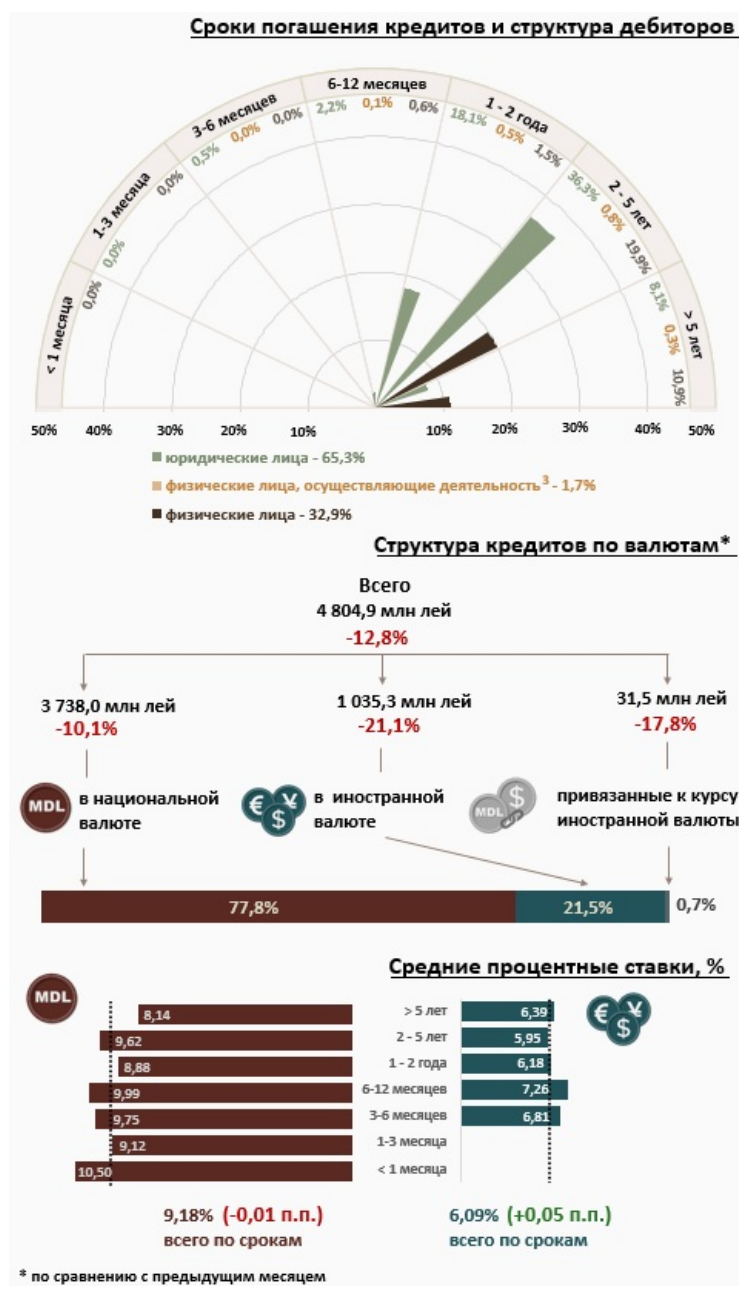 Сроки погашения кредитов и структура дебиторов
< 1 месяца
0,0%
1-3 месяца
0,0%
0,0%
3-6 месяцев
0,5%
0,0%
0,0%
6-12 месяцев
2,2%
0,1%
0,6%
1 - 2 года
18,1%
0,5%
1,5%
2 - 5 лет
36,3%
0,8%
19,9%
> 5 лет
8,1%
0,3%
10,9%
50% 40% 30% 20% 10% 10% 20% 30% 40% 50%
юридические лица - 65,3%
физические лица, осуществляющие деятельность3 - 1,7%
физические лица - 32,9%
Структура кредитов по валютам*
Всего
4 804,9 млн лей
-12,8%
3 738,0 млн лей
-10,1%
1 035,3 млн лей
-21,1%
31,5 млн лей
-17,8%
MDL
в национальной
валюте
€ ¥
$
в иностранной
валюте
$
MDL
привязанные к курсу
иностранной валюты
77,8%
21,5%
0,7%
Средние процентные ставки, %
MDL
€ ¥
$
8,14 > 5 лет 6,39
9,62 2 - 5 лет 5,95
8,88 1 - 2 года 6,18
9,99 6-12 месяцев 7,26
9,75 3-6 месяцев 6,81
9,12 1-3 месяца
10,50 < 1 месяца
9,18% (-0,01 п.п.)
всего по срокам
6,09% (+0,05 п.п.)
всего по срокам
* по сравнению с предыдущим месяцем